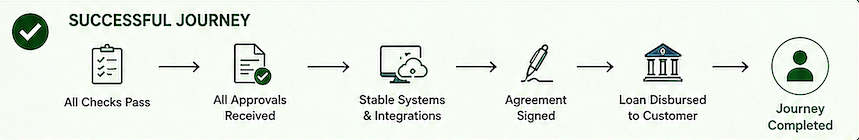 SUCCESSFUL JOURNEY
All Checks Pass
All Approvals
Received
Stable Systems
& Integrations
Agreement
Signed
Loan Disbursed
to Customer
Journey
Completed